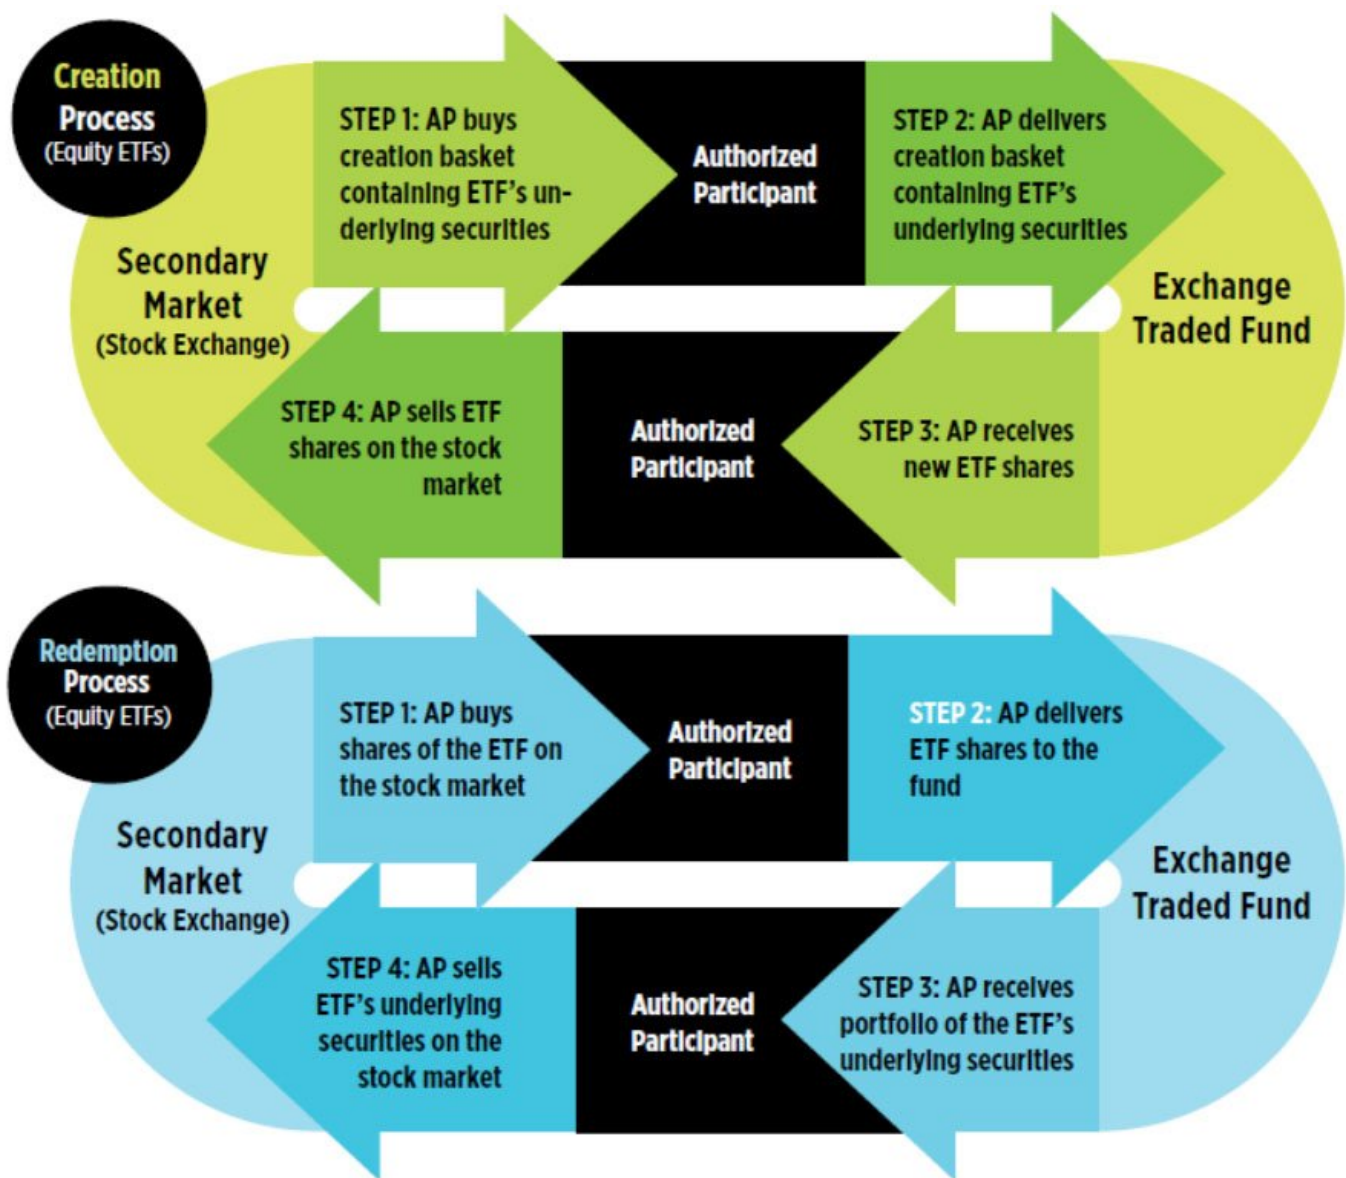 Creation
Process
(Equity ETFs)
STEP 1: AP buys
creation basket
containing ETF's un-
derlying securities
Authorized
Participant
STEP 2: AP delivers
creation basket
containing ETF's
underlying securities
Secondary
Market
(Stock Exchange)
Exchange
Traded Fund
STEP 4: AP sells ETF
shares on the stock
market
Authorized
Participant
STEP 3: AP receives
new ETF shares
Redemption
Process
(Equity ETFs)
STEP 1: AP buys
shares of the ETF on
the stock market
Authorized
Participant
STEP 2: AP delivers
ETF shares to the
fund
Secondary
Market
(Stock Exchange)
Exchange
Traded Fund
STEP 4: AP sells
ETF's underlying
securities on the
stock market
Authorized
Participant
STEP 3: AP receives
portfolio of the ETF's
underlying securities